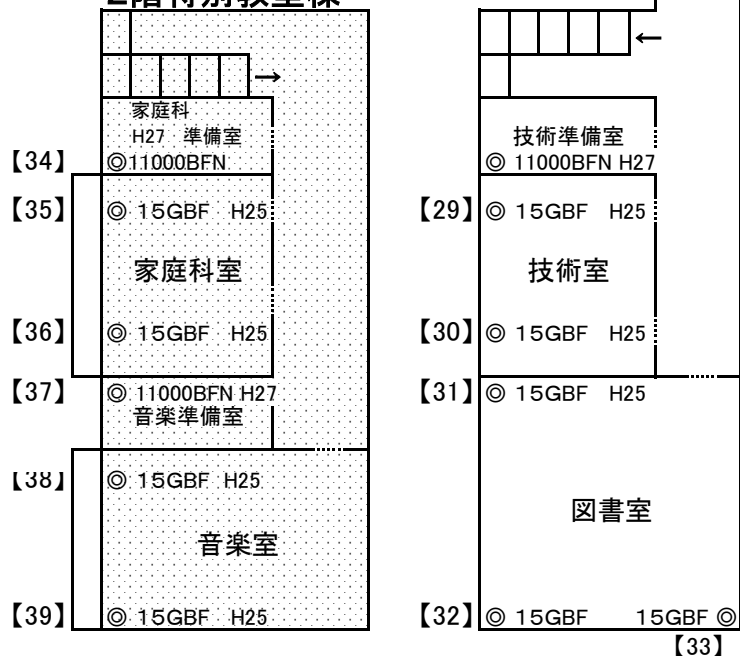 2階特別教室棟
→
家庭科
H27 準備室
【34】 ◎11000BFN
【35】 ◎ 15GBF H25
家庭科室
【36】 ◎ 15GBF H25
【37】 ◎ 11000BFN H27
音楽準備室
【38】 ◎ 15GBF H25
音楽室
【39】 ◎ 15GBF H25
←
技術準備室
◎ 11000BFN H27
【29】 ◎ 15GBF H25
技術室
【30】 ◎ 15GBF H25
【31】 ◎ 15GBF H25
図書室
【32】 ◎ 15GBF 15GBF ◎
【33】